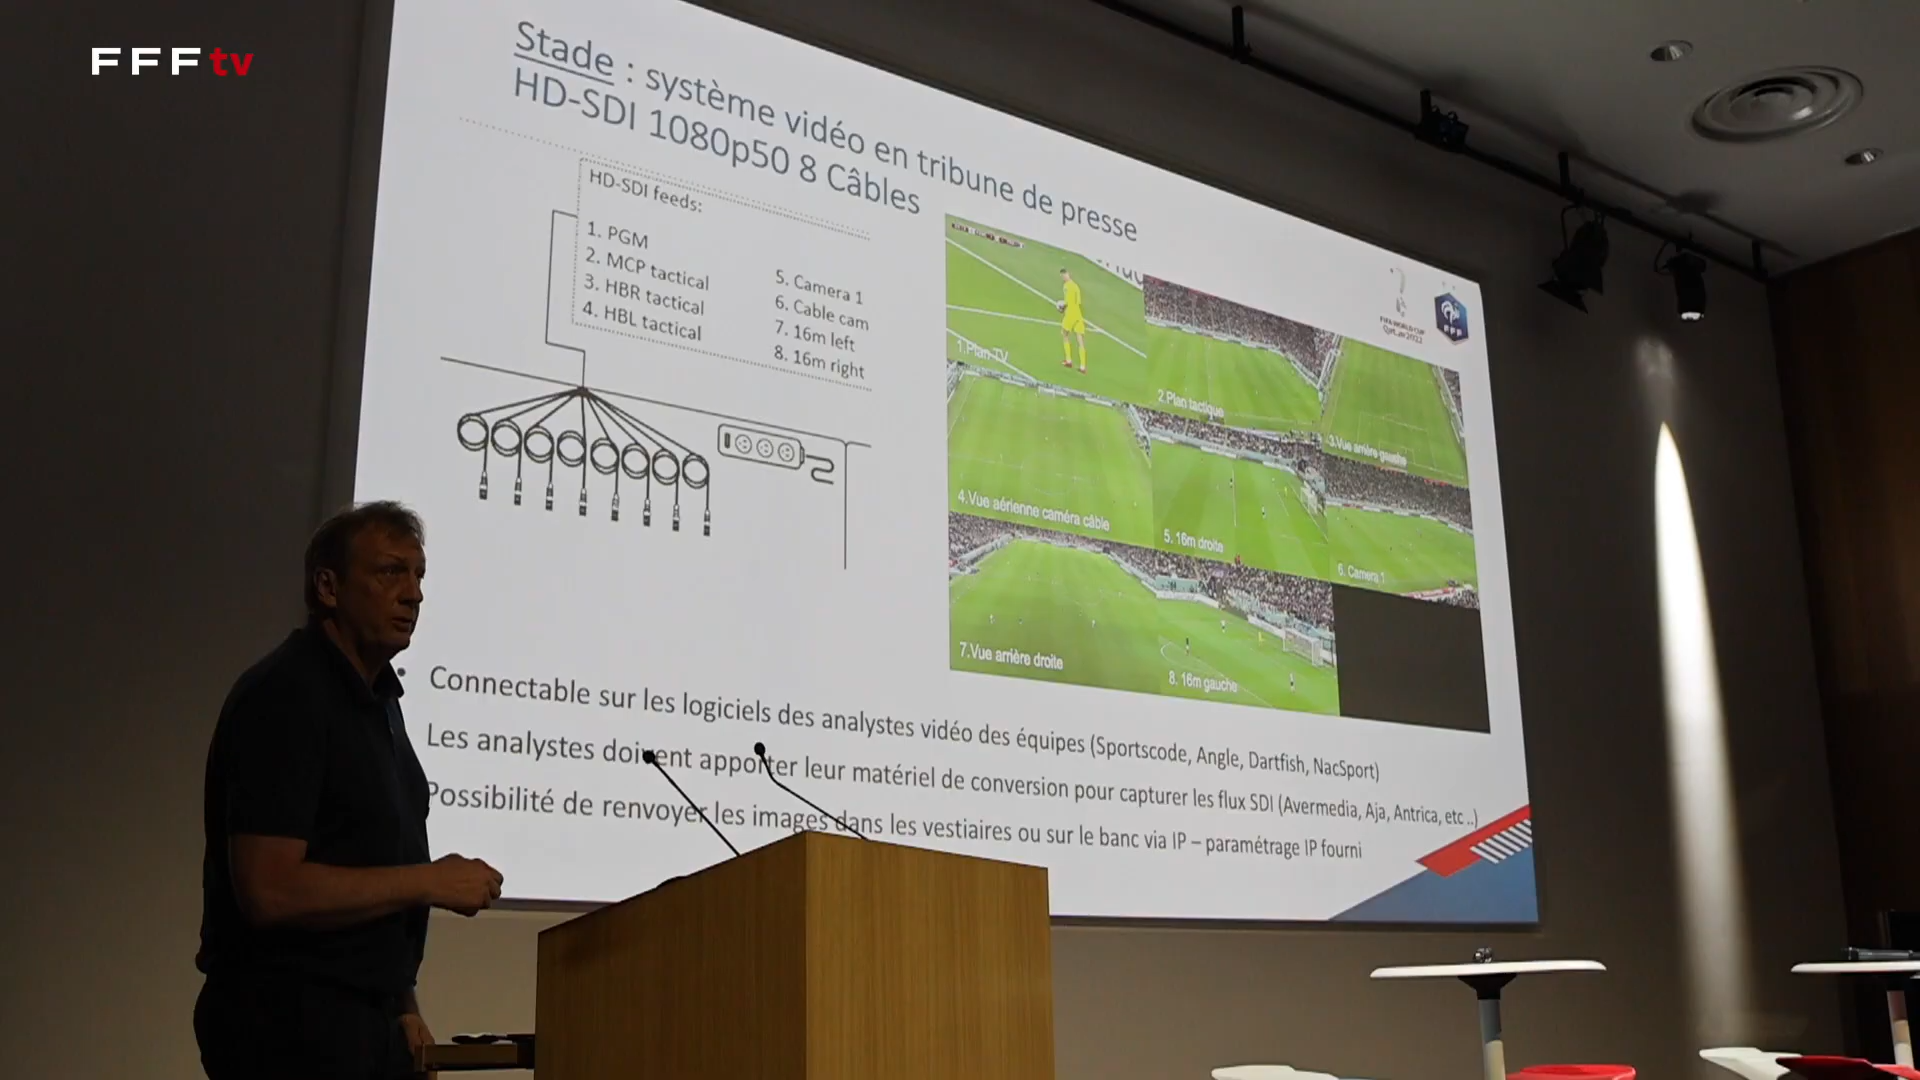 FFFtv
Stade : système vidéo en tribune de presse
HD-SDI 1080p50 8 Câbles
HD-SDI feeds:
1. PGM
2. MCP tactical
3. HBR tactical
4. HBL tactical
5. Camera 1
6. Cable cam
7. 16m left
8. 16m right
1.Plan TV
2.Plan tactique
3.Vue arrière gauche
4.Vue aérienne caméra câble
5. 16m droite
6. Camera 1
7.Vue arrière droite
8. 16m gauche
FIFA WORLD CUP
Qatar2022
FFF
Connectable sur les logiciels des analystes vidéo des équipes (Sportscode, Angle, Dartfish, NacSport)
Les analystes doivent apporter leur matériel de conversion pour capturer les flux SDI (Avermedia, Aja, Antrica, etc ..)
Possibilité de renvoyer les images dans les vestiaires ou sur le banc via IP – paramétrage IP fourni